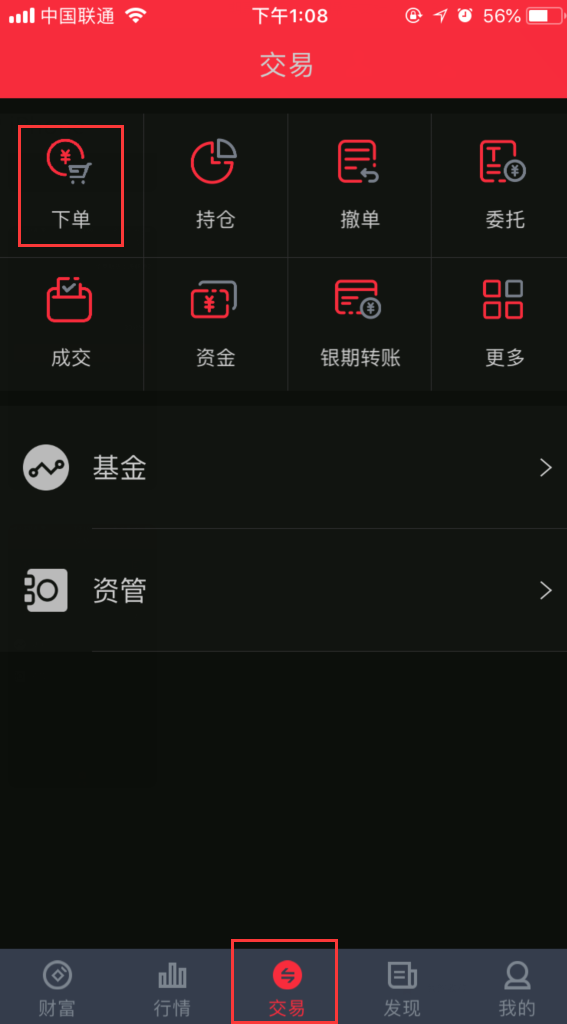 中国联通 下午1:08 56%
交易
下单 持仓 撤单 委托
成交 资金 银期转账 更多
基金
资管
财富 行情 交易 发现 我的